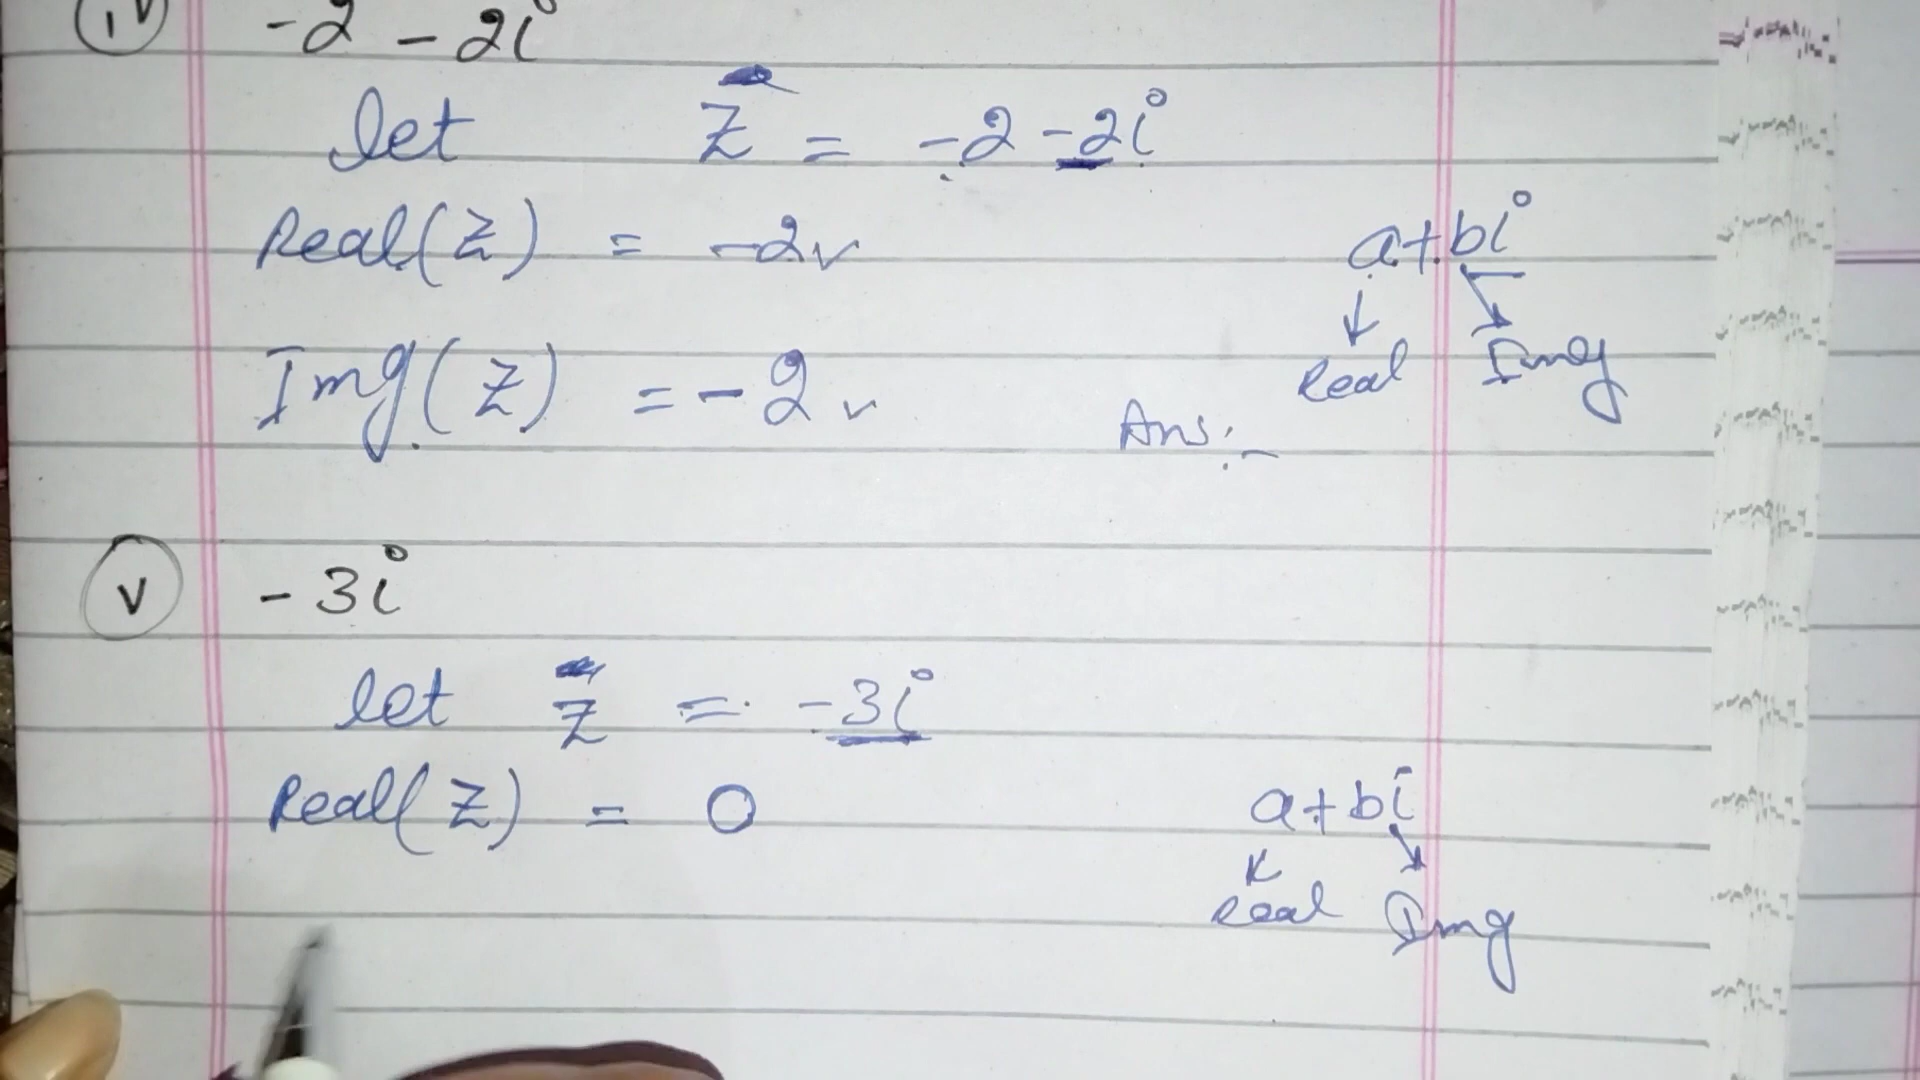 iv -2 - 2i
let Z = -2 -2i
Real(Z) = -2
a+bi
Real Img
Img(Z) = -2
Ans:-
v -3i
let Z = -3i
Real(Z) = 0
a+bi
Real Img